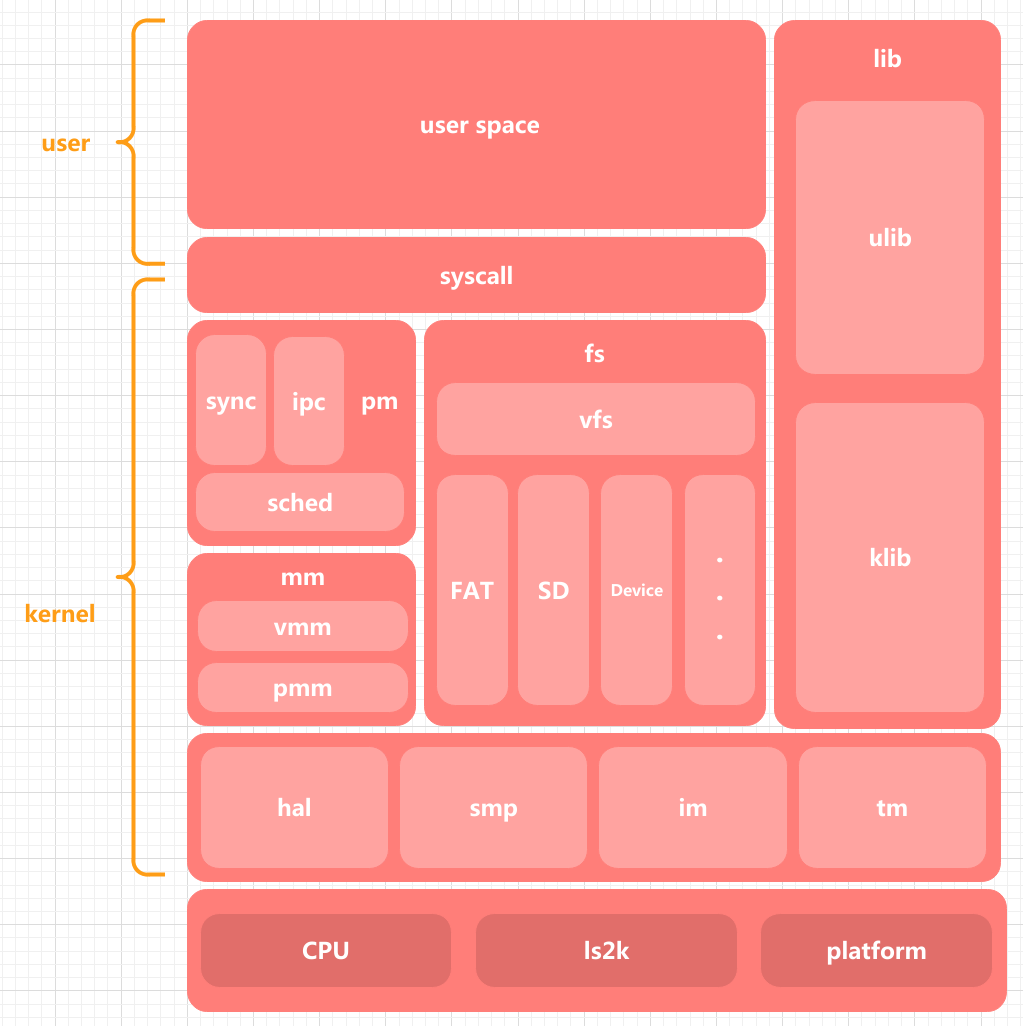 user
kernel
user space
lib
ulib
klib
syscall
sync
ipc
pm
sched
mm
vmm
pmm
fs
vfs
FAT
SD
Device
.
.
.
hal
smp
im
tm
CPU
ls2k
platform